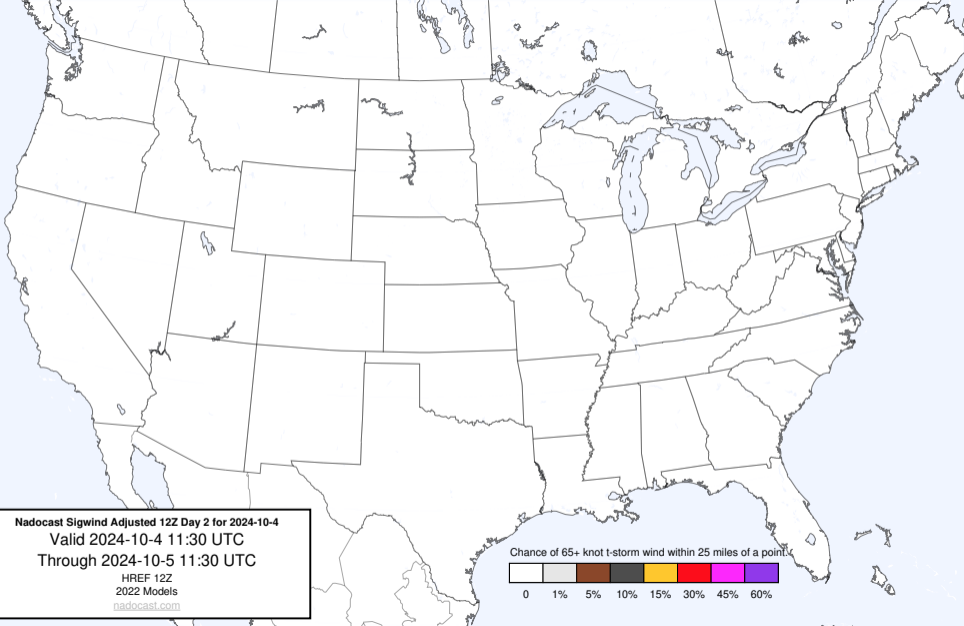 Nadocast Sigwind Adjusted 12Z Day 2 for 2024-10-4
Valid 2024-10-4 11:30 UTC
Through 2024-10-5 11:30 UTC
HREF 12Z
2022 Models
nadocast.com
Chance of 65+ knot t-storm wind within 25 miles of a point.
0 1% 5% 10% 15% 30% 45% 60%